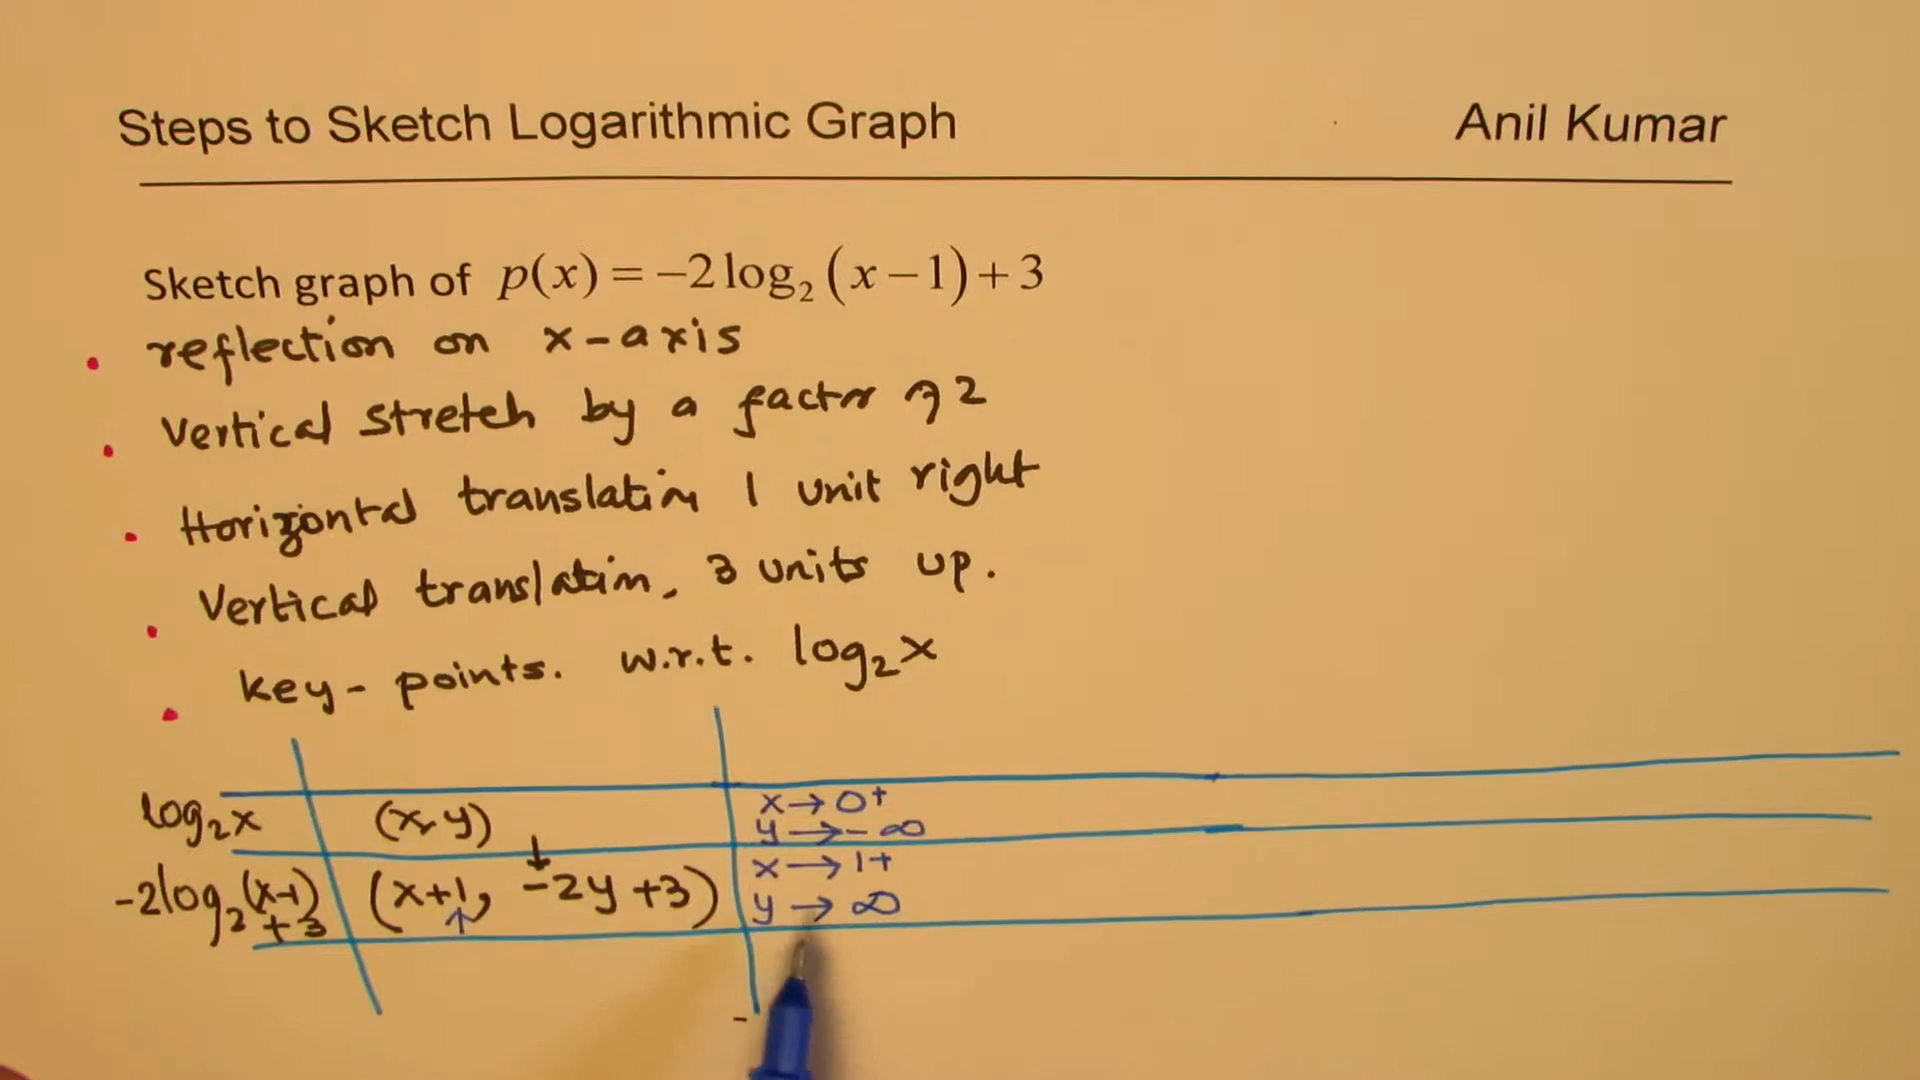 Steps to Sketch Logarithmic Graph
Anil Kumar
Sketch graph of p(x) = −2 log₂ (x − 1) + 3
• reflection on x-axis
• Vertical stretch by a factor of 2
• Horizontal translation 1 unit right
• Vertical translation, 3 units up.
• key-points. w.r.t. log₂x
log₂x (x, y) x → 0⁺
y → -∞
-2log₂(x-1) + 3 (x+1, -2y+3) x → 1+
y → ∞